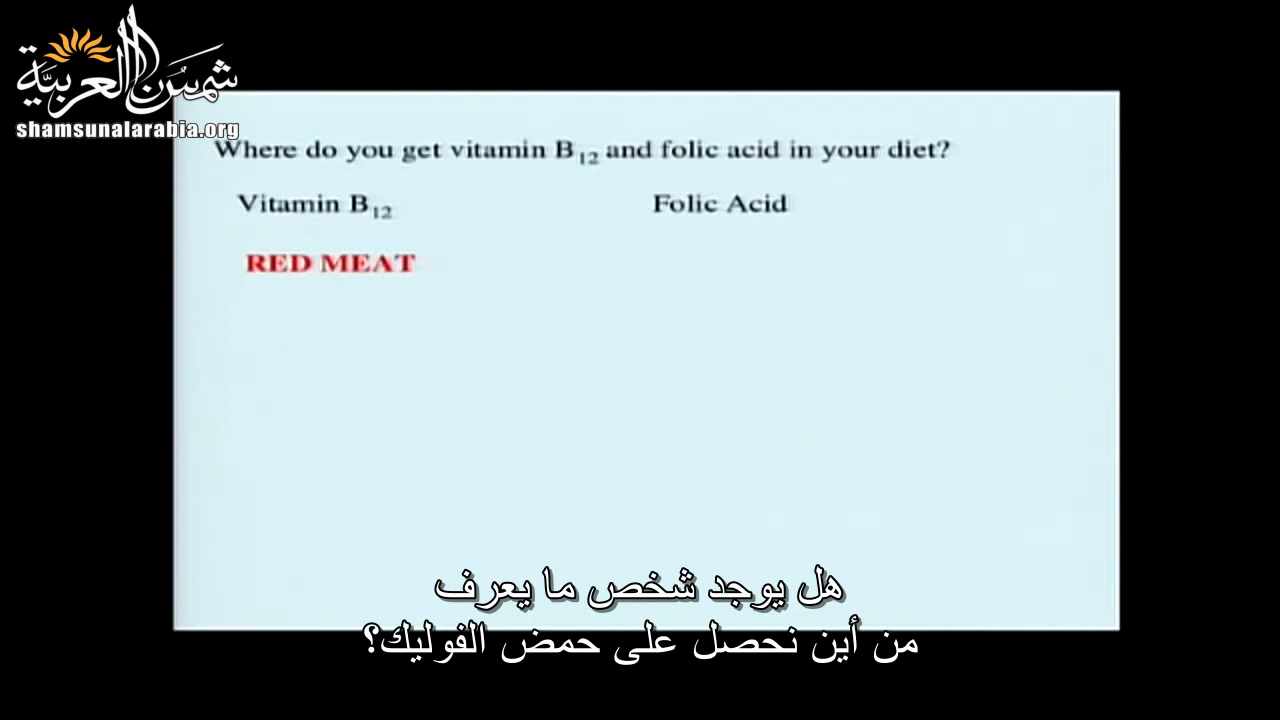 شمس العربية
shamsunalarabia.org
Where do you get vitamin B12 and folic acid in your diet?
Vitamin B12 Folic Acid
RED MEAT
هل يوجد شخص ما يعرف
من أين نحصل على حمض الفوليك؟